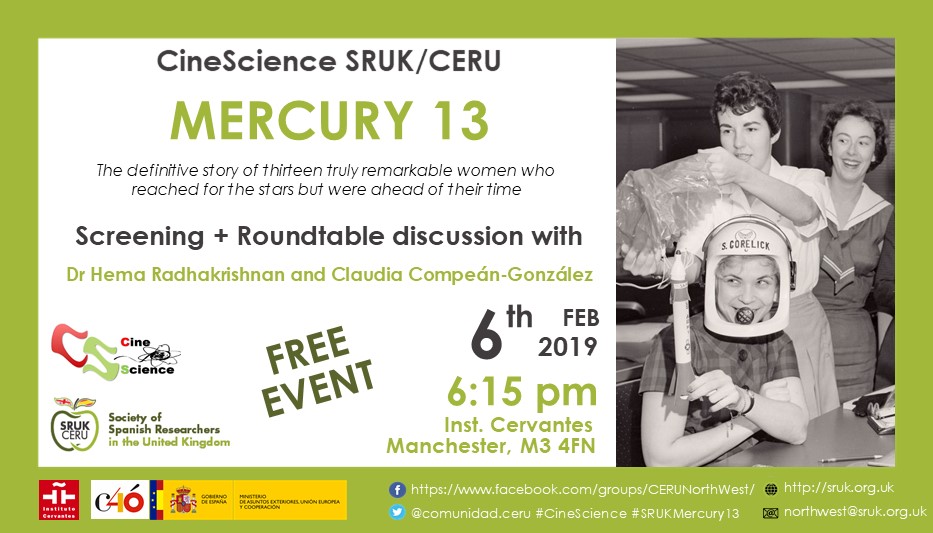 CineScience SRUK/CERU
MERCURY 13
The definitive story of thirteen truly remarkable women who
reached for the stars but were ahead of their time
Screening + Roundtable discussion with
Dr Hema Radhakrishnan and Claudia Compeán-González
FREE
EVENT
6th FEB
2019
6:15 pm
Inst. Cervantes
Manchester, M3 4FN
Cine
Science
SRUK
CERU
Society of
Spanish Researchers
in the United Kingdom
S. GORELICK
Instituto
Cervantes
GOBIERNO
DE ESPAÑA
MINISTERIO
DE ASUNTOS EXTERIORES, UNIÓN EUROPEA
Y COOPERACIÓN
https://www.facebook.com/groups/CERUNorthWest/
http://sruk.org.uk
@comunidad.ceru #CineScience #SRUKMercury13
northwest@sruk.org.uk